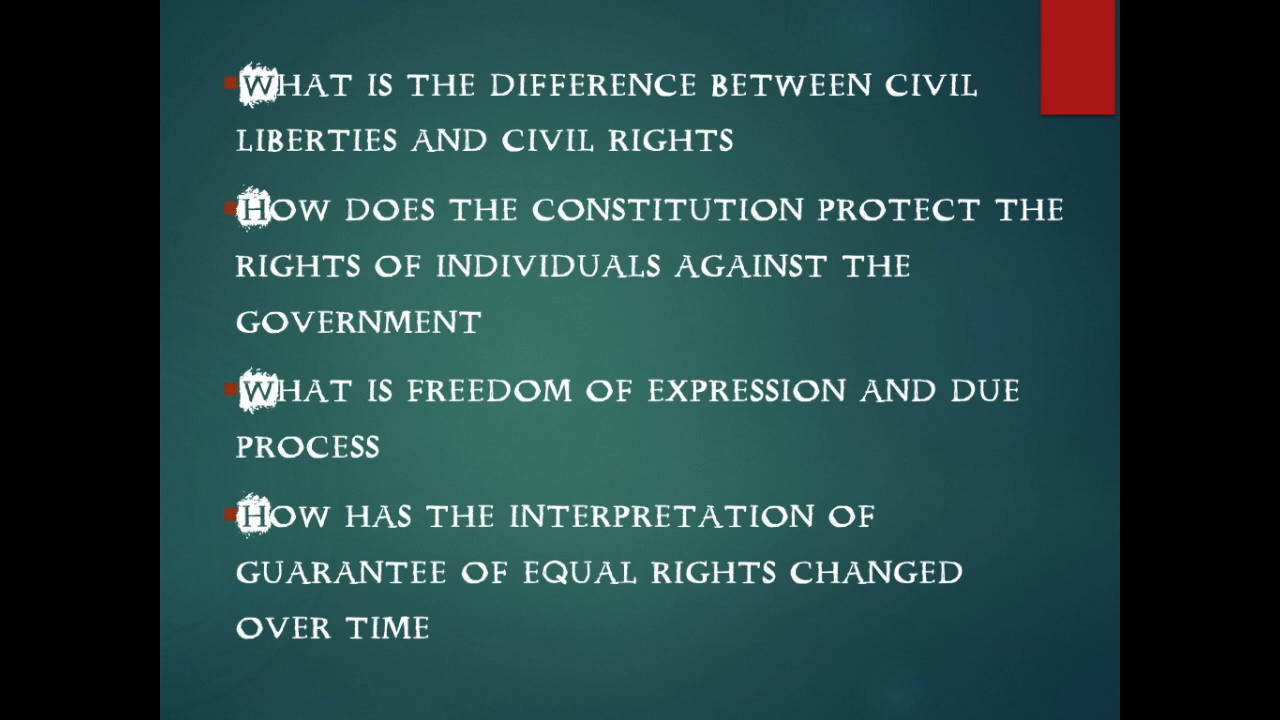 What is the difference between civil
liberties and civil rights
How does the Constitution protect the
rights of individuals against the
government
What is freedom of expression and due
process
How has the interpretation of
guarantee of equal rights changed
over time